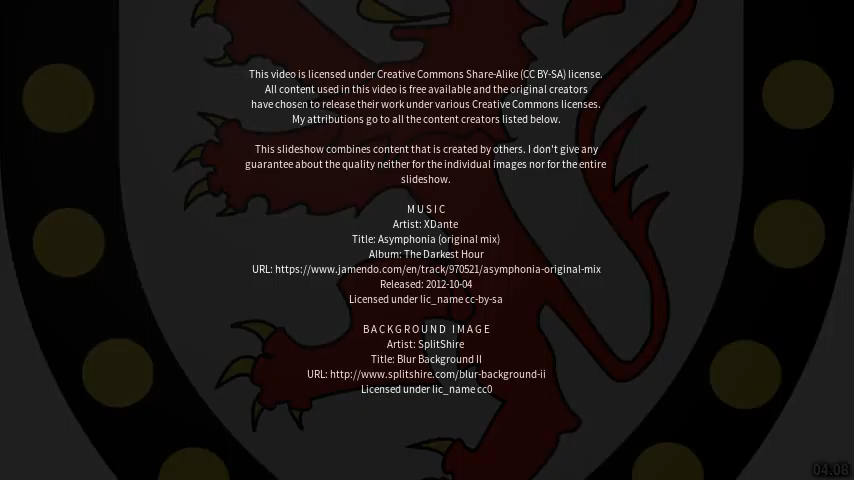 This video is licensed under Creative Commons Share-Alike (CC BY-SA) license.
All content used in this video is free available and the original creators
have chosen to release their work under various Creative Commons licenses.
My attributions go to all the content creators listed below.
This slideshow combines content that is created by others. I don't give any
guarantee about the quality neither for the individual images nor for the entire
slideshow.
MUSIC
Artist: XDante
Title: Asymphonia (original mix)
Album: The Darkest Hour
URL: https://www.jamendo.com/en/track/970521/asymphonia-original-mix
Released: 2012-10-04
Licensed under lic_name cc-by-sa
BACKGROUND IMAGE
Artist: SplitShire
Title: Blur Background II
URL: http://www.splitshire.com/blur-background-ii
Licensed under lic_name cc0
04.08